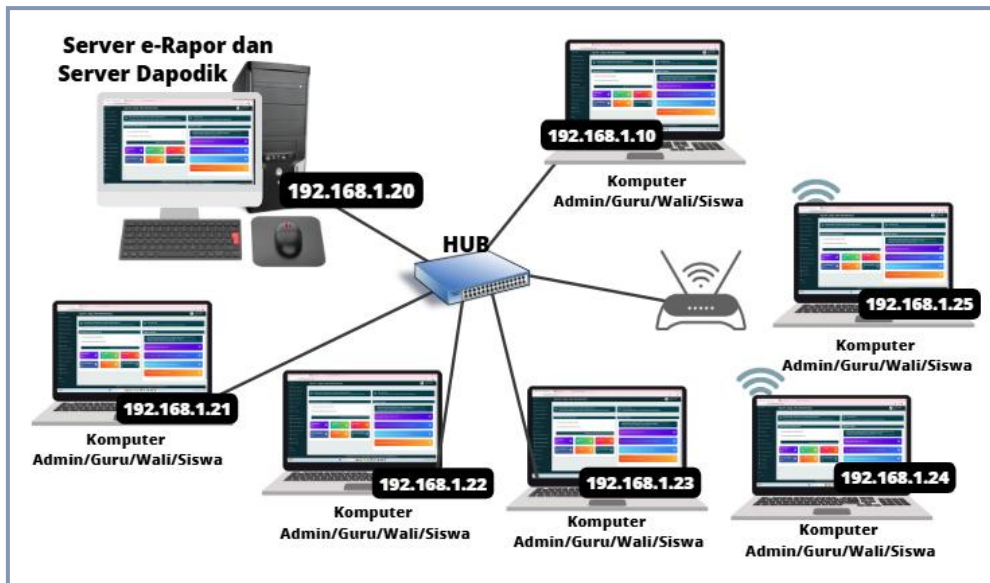 Server e-Rapor dan
Server Dapodik
192.168.1.20
192.168.1.10
Komputer
Admin/Guru/Wali/Siswa
HUB
192.168.1.25
Komputer
Admin/Guru/Wali/Siswa
192.168.1.21
Komputer
Admin/Guru/Wali/Siswa
192.168.1.22
Komputer
Admin/Guru/Wali/Siswa
192.168.1.23
Komputer
Admin/Guru/Wali/Siswa
192.168.1.24
Komputer
Admin/Guru/Wali/Siswa